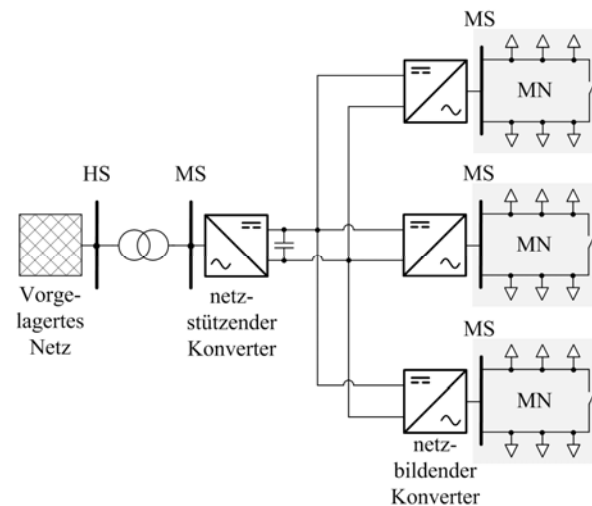 MS
MN
HS
MS
MS
MN
Vorge-
lagertes
Netz
netz-
stützender
Konverter
MS
MN
netz-
bildender
Konverter